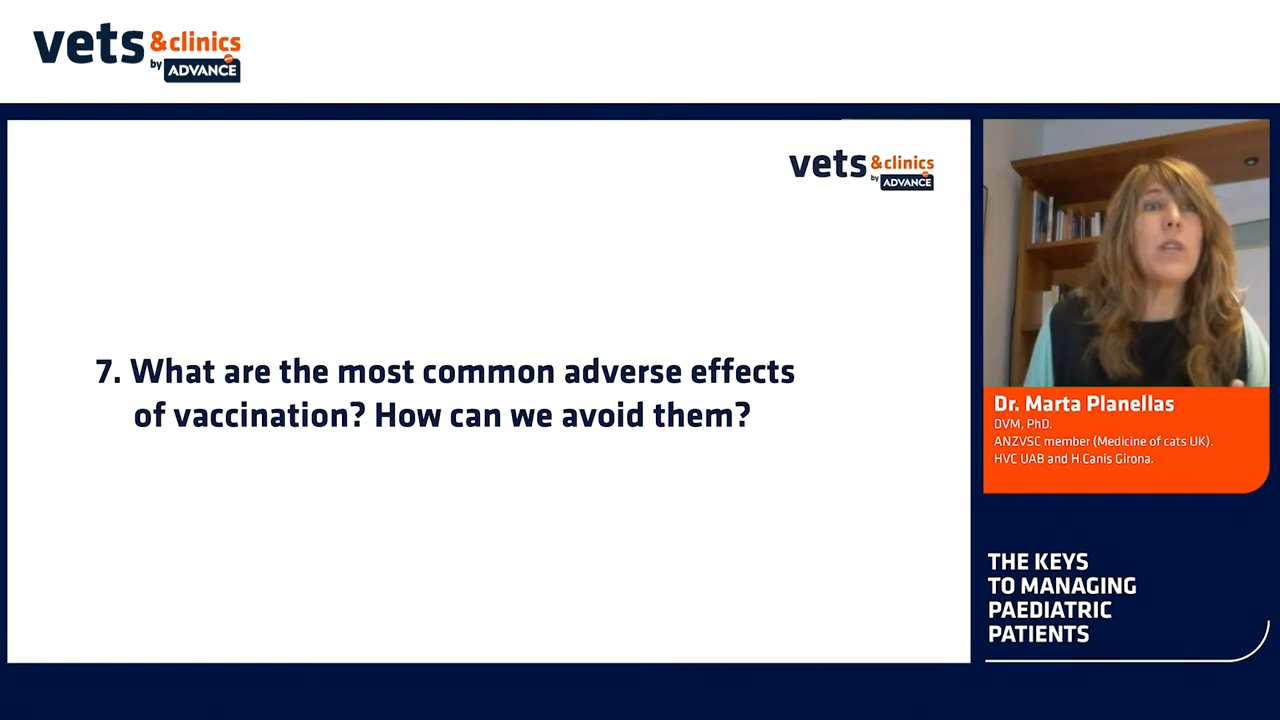 vets &clinics
by ADVANCE
vets &clinics
by ADVANCE
7. What are the most common adverse effects
of vaccination? How can we avoid them?
Dr. Marta Planellas
DVM, PhD.
ANZVSC member (Medicine of cats UK).
HVC UAB and H.Canis Girona.
THE KEYS
TO MANAGING
PAEDIATRIC
PATIENTS